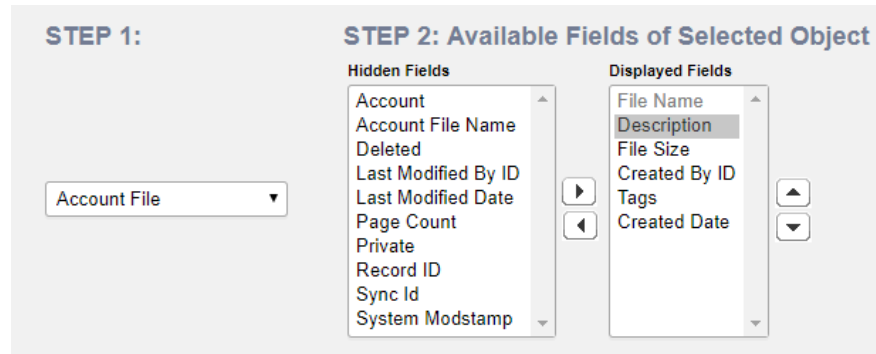 STEP 1:
STEP 2: Available Fields of Selected Object
Hidden Fields
Displayed Fields
Account File
Account
Account File Name
Deleted
Last Modified By ID
Last Modified Date
Page Count
Private
Record ID
Sync Id
System Modstamp
File Name
Description
File Size
Created By ID
Tags
Created Date